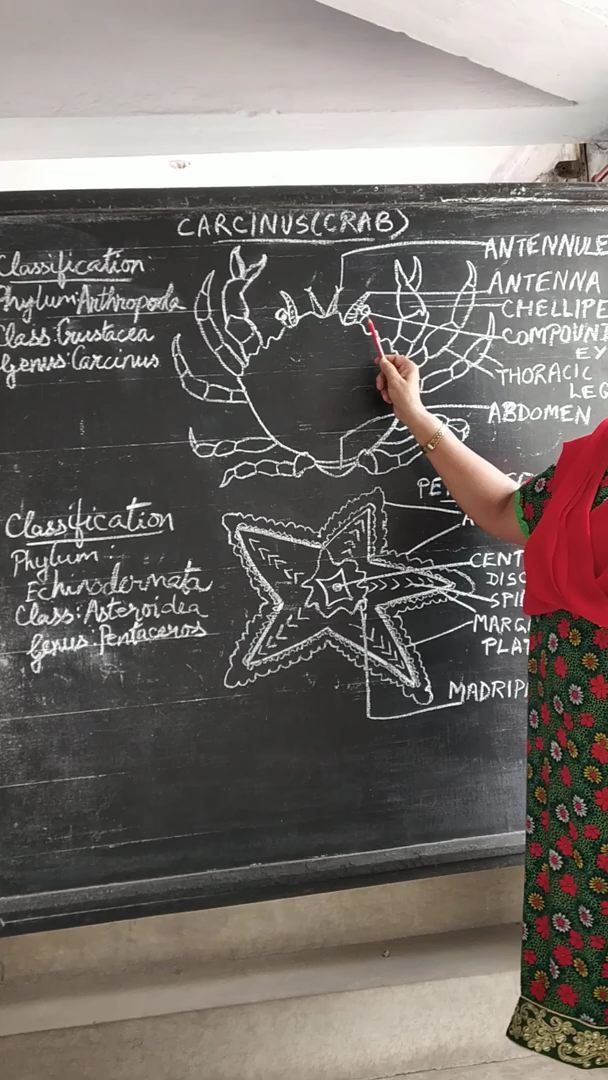 CARCINUS(CRAB)
Classification
Phylum:Arthropoda
Class:Crustacea
Genus:Carcinus
ANTENNULE
ANTENNA
CHELLIPE
COMPOUN
EY
THORACIC
LEG
ABDOMEN
Classification
Phylum:
Echinodermata
Class:Asteroidea
Genus:Pentaceros
PE
CENT
DISC
SPI
MARG
PLAT
MADRIP